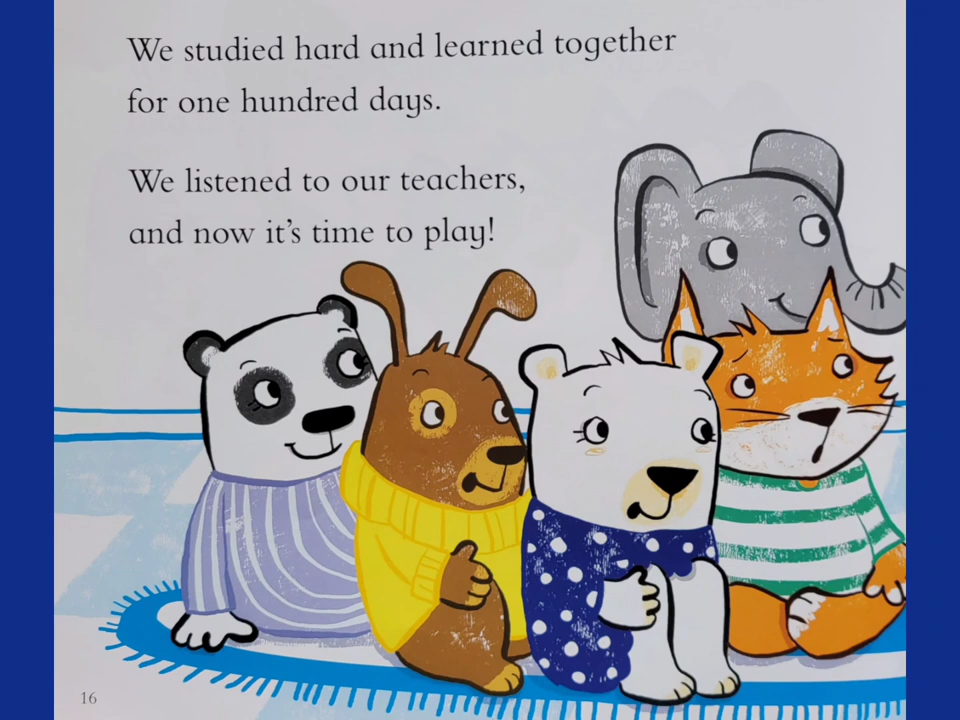 We studied hard and learned together
for one hundred days.
We listened to our teachers,
and now it's time to play!
16